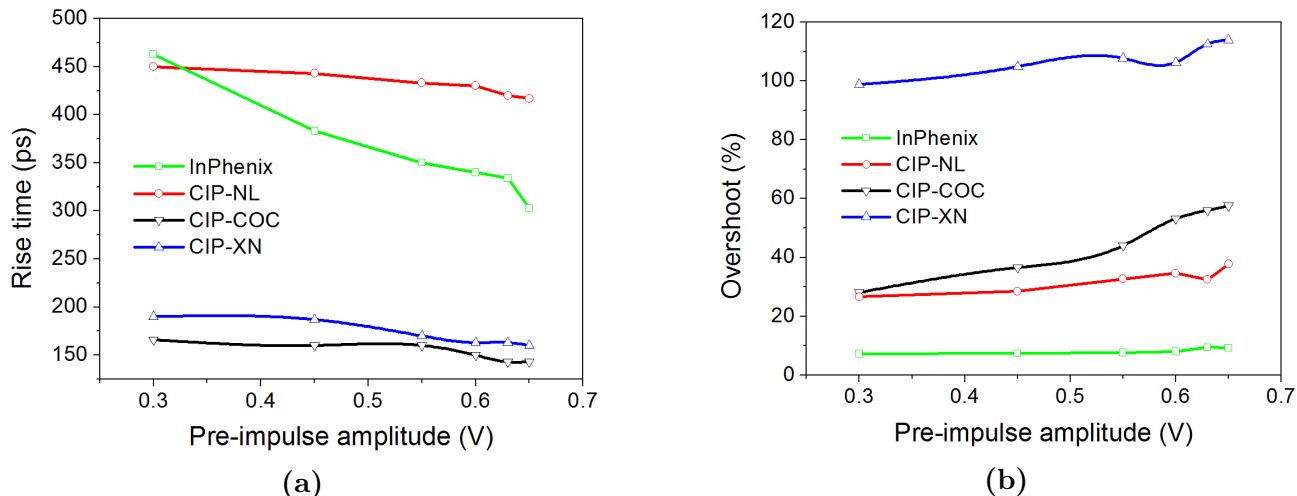 500
450
400
350
300
250
200
150
0.3 0.4 0.5 0.6 0.7
Rise time (ps)
Pre-impulse amplitude (V)
InPhenix
CIP-NL
CIP-COC
CIP-XN
(a)
120
100
80
60
40
20
0
0.3 0.4 0.5 0.6 0.7
Overshoot (%)
Pre-impulse amplitude (V)
InPhenix
CIP-NL
CIP-COC
CIP-XN
(b)